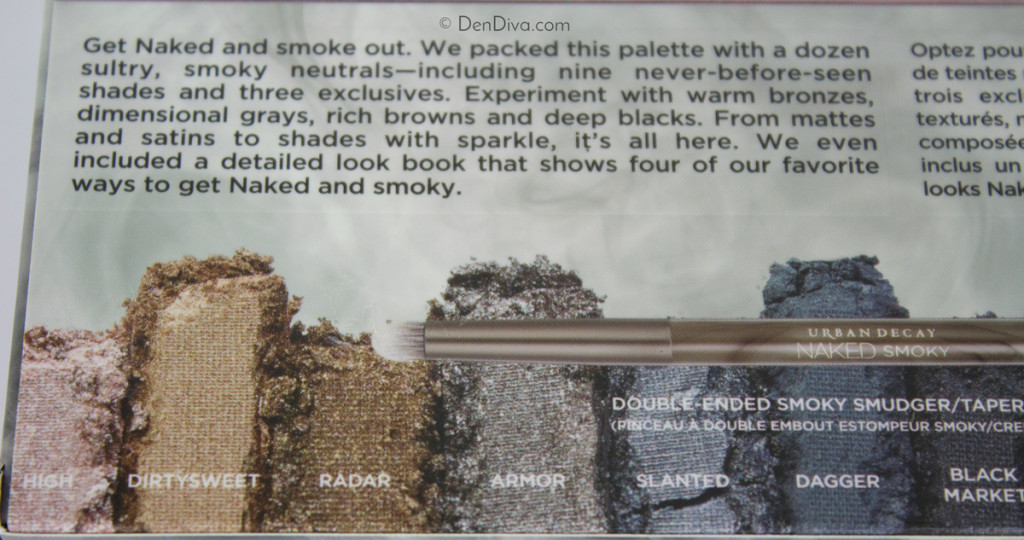 © DenDiva.com
Get Naked and smoke out. We packed this palette with a dozen
sultry, smoky neutrals—including nine never-before-seen
shades and three exclusives. Experiment with warm bronzes,
dimensional grays, rich browns and deep blacks. From mattes
and satins to shades with sparkle, it's all here. We even
included a detailed look book that shows four of our favorite
ways to get Naked and smoky.
Optez pou
de teintes
trois excl
texturés, m
composée
inclus un
looks Nak
URBAN DECAY
NAKED SMOKY
DOUBLE-ENDED SMOKY SMUDGER/TAPER
(PINCEAU À DOUBLE EMBOUT ESTOMPEUR SMOKY/CRE
HIGH
DIRTYSWEET
RADAR
ARMOR
SLANTED
DAGGER
BLACK
MARKET